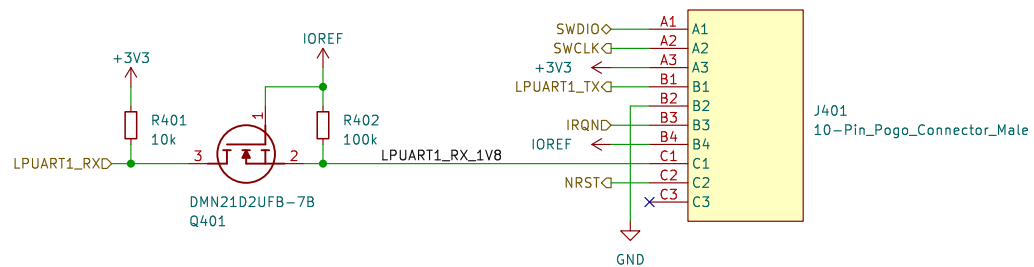 +3V3
R401
10k
LPUART1_RX
3
1
2
DMN21D2UFB-7B
Q401
IOREF
R402
100k
LPUART1_RX_1V8
SWDIO
A1
A1
SWCLK
A2
A2
+3V3
A3
A3
LPUART1_TX
B1
B1
B2
B2
IRQN
B3
B3
IOREF
B4
B4
C1
C1
NRST
C2
C2
C3
C3
GND
J401
10-Pin_Pogo_Connector_Male